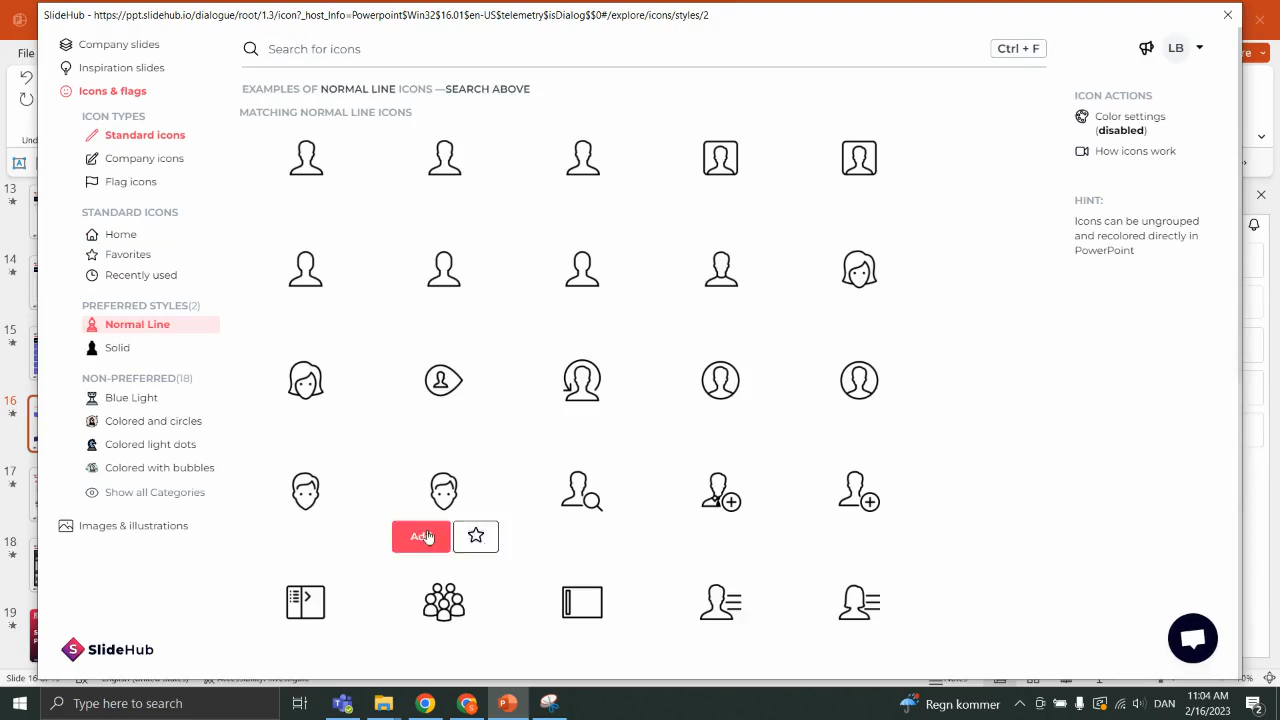 SlideHub - https://ppt.slidehub.io/dialogue/root/1.3/icon?_host_Info=Powerpoint$Win32$16.01$en-US$telemetry$isDialog$$0#/explore/icons/styles/2
File
Company slides
Search for icons
Ctrl + F
LB
re
Inspiration slides
Icons & flags
EXAMPLES OF NORMAL LINE ICONS —SEARCH ABOVE
ICON ACTIONS
ICON TYPES
MATCHING NORMAL LINE ICONS
Color settings
(disabled)
Standard icons
Und
Company icons
How icons work
Flag icons
13
HINT:
STANDARD ICONS
Icons can be ungrouped
and recolored directly in
PowerPoint
Home
Favorites
14
Recently used
PREFERRED STYLES(2)
Normal Line
15
Solid
NON-PREFERRED(18)
Blue Light
16
Colored and circles
Colored light dots
Colored with bubbles
17
Show all Categories
Images & illustrations
18
19
SlideHub
Type here to search
Regn kommer
DAN
11:04 AM
2/16/2023
2